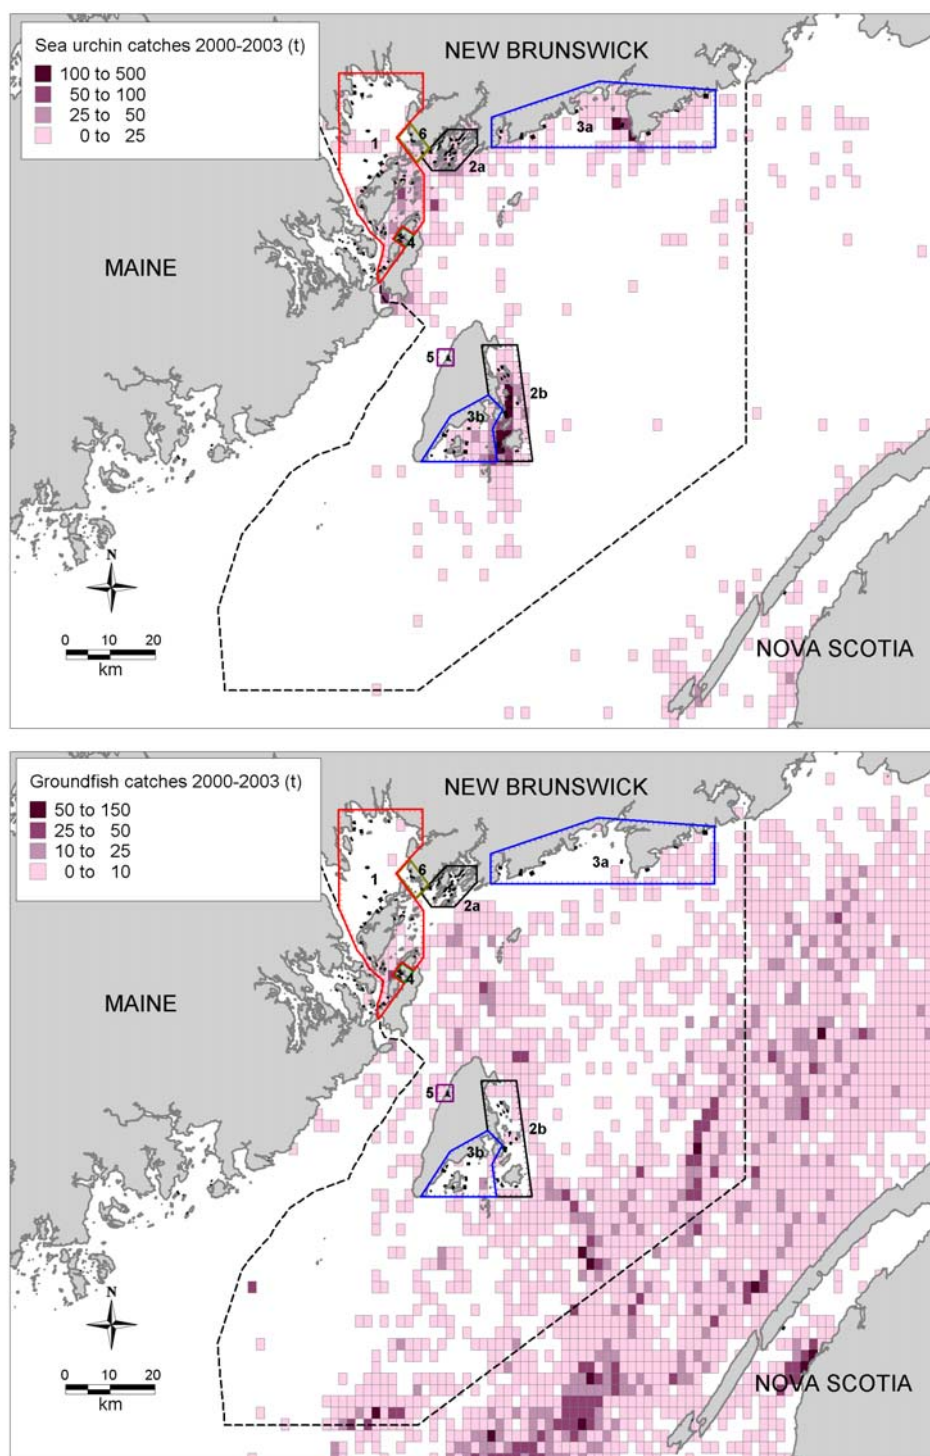 Sea urchin catches 2000-2003 (t)
100 to 500
50 to 100
25 to 50
0 to 25
NEW BRUNSWICK
1
6
2a
3a
4
MAINE
5
2b
3b
N
0 10 20
km
NOVA SCOTIA
Groundfish catches 2000-2003 (t)
50 to 150
25 to 50
10 to 25
0 to 10
NEW BRUNSWICK
1
6
2a
3a
4
MAINE
5
2b
3b
N
0 10 20
km
NOVA SCOTIA